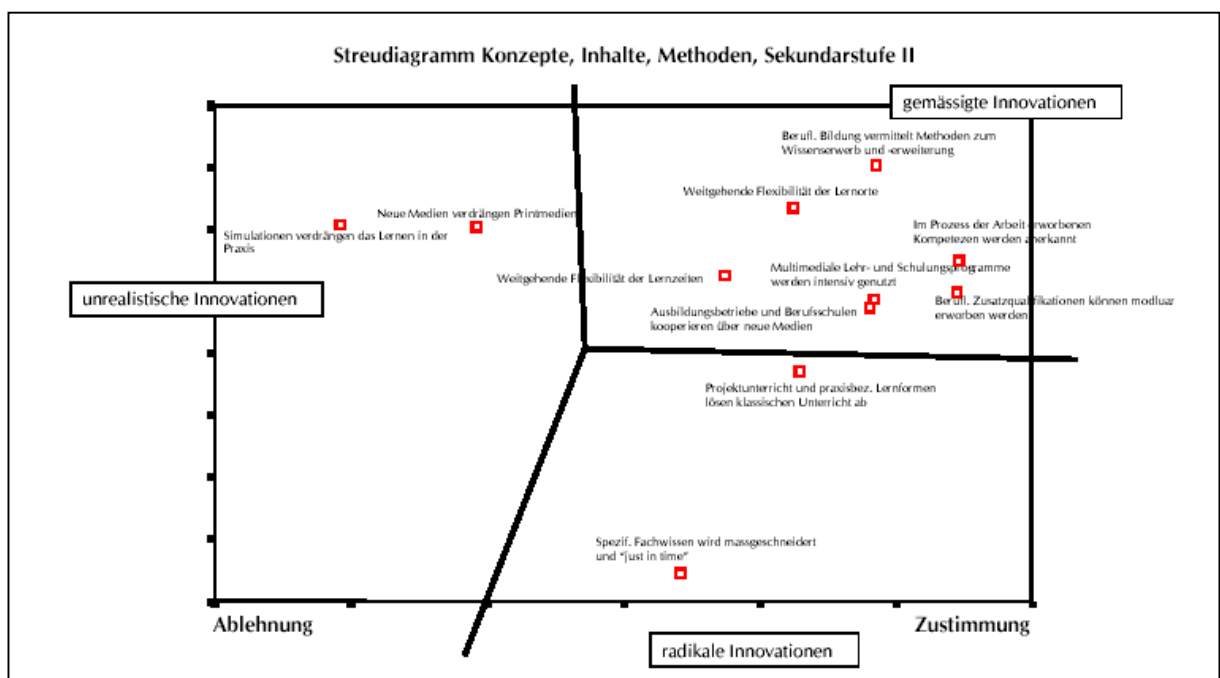 Streudiagramm Konzepte, Inhalte, Methoden, Sekundarstufe II
gemässigte Innovationen
Berufl. Bildung vermittelt Methoden zum
Wissenserwerb und -erweiterung
Weitgehende Flexibilität der Lernorte
Neue Medien verdrängen Printmedien
Simulationen verdrängen das Lernen in der
Praxis
Im Prozess der Arbeit erworbenen
Kompetezen werden anerkannt
Weitgehende Flexibilität der Lernzeiten
Multimediale Lehr- und Schulungsprogramme
werden intensiv genutzt
unrealistische Innovationen
Berufl. Zusatzqualifikationen können modluar
erworben werden
Ausbildungsbetriebe und Berufsschulen
kooperieren über neue Medien
Projektunterricht und praxisbez. Lernformen
lösen klassischen Unterricht ab
Spezif. Fachwissen wird massgeschneidert
und "just in time"
Ablehnung
Zustimmung
radikale Innovationen